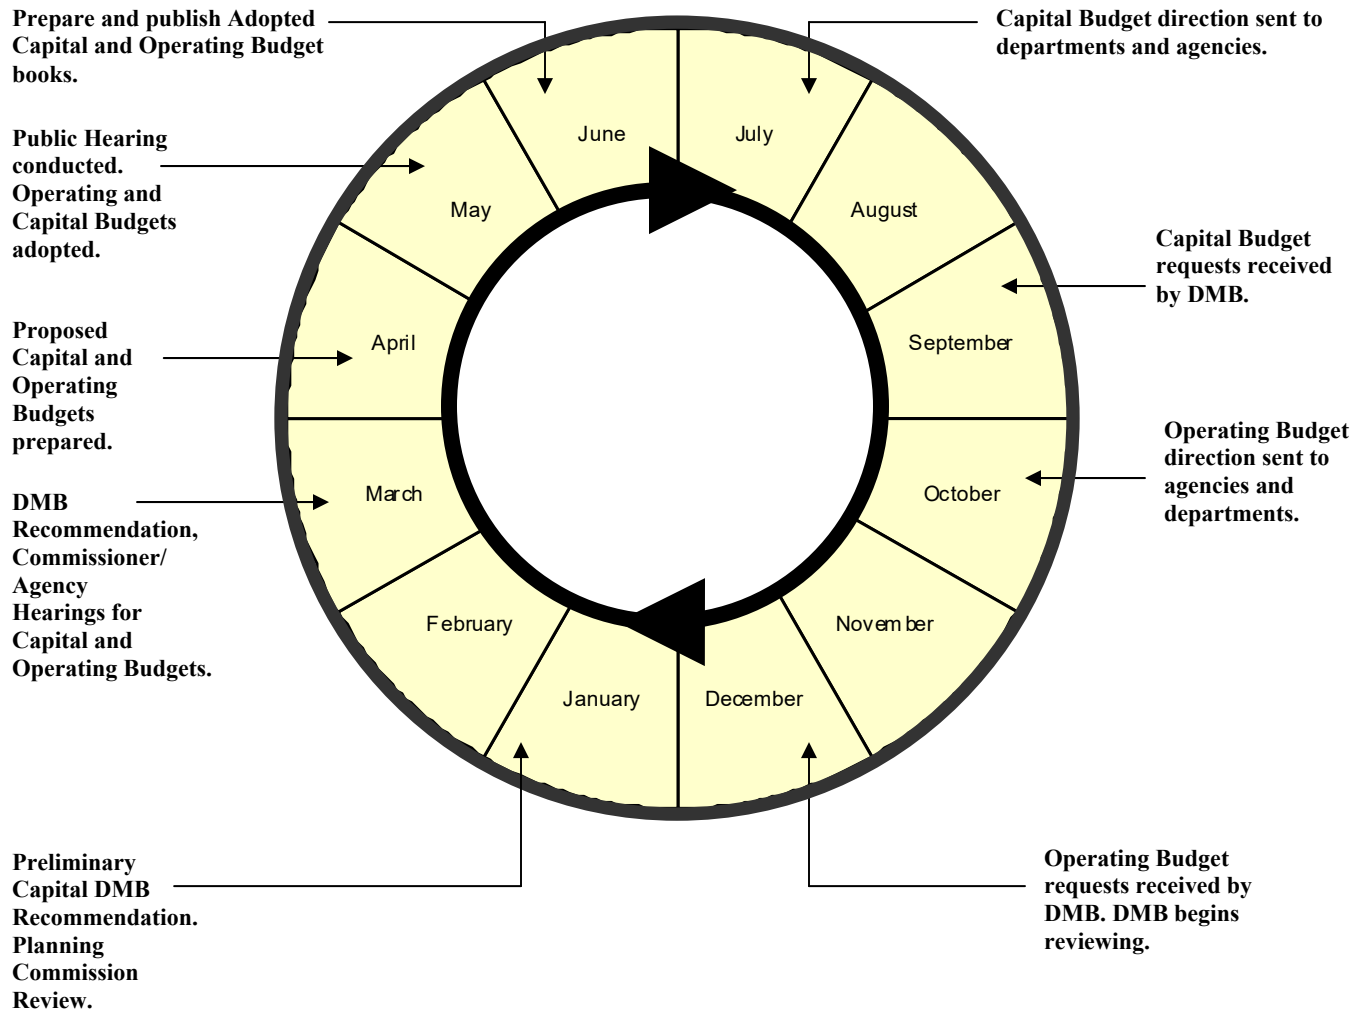 Prepare and publish Adopted
Capital and Operating Budget
books.
Capital Budget direction sent to
departments and agencies.
Public Hearing
conducted.
Operating and
Capital Budgets
adopted.
June
July
May
August
Capital Budget
requests received
by DMB.
Proposed
Capital and
Operating
Budgets
prepared.
April
September
Operating Budget
direction sent to
agencies and
departments.
DMB
Recommendation,
Commissioner/
Agency
Hearings for
Capital and
Operating Budgets.
March
October
February
November
January
December
Preliminary
Capital DMB
Recommendation.
Planning
Commission
Review.
Operating Budget
requests received by
DMB. DMB begins
reviewing.